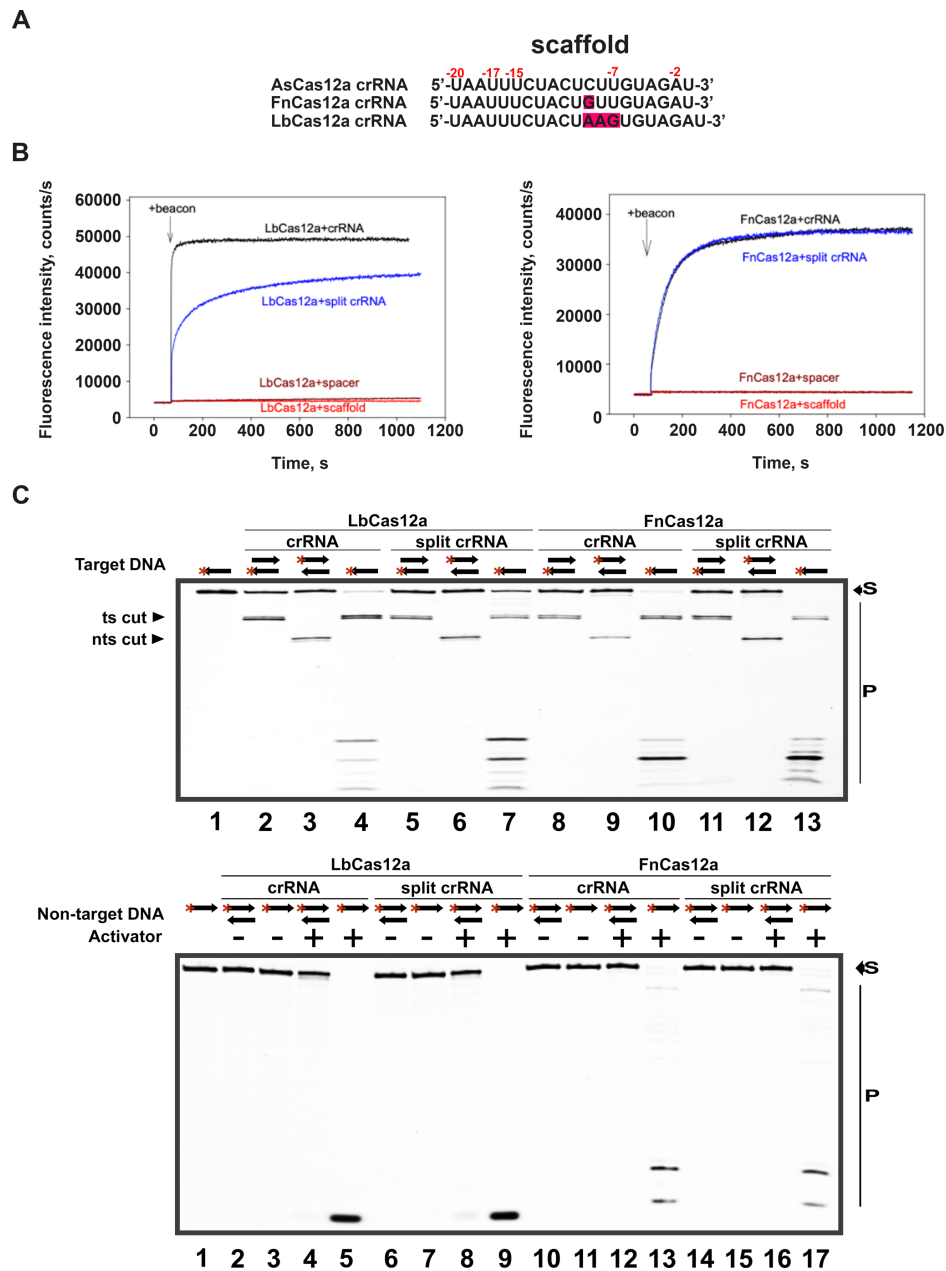 A
scaffold
-20 -17 -15 -7 -2
AsCas12a crRNA 5’-UAAUUUCUACUCUUGUAGAU-3’
FnCas12a crRNA 5’-UAAUUUCUACUGUUGUAGAU-3’
LbCas12a crRNA 5’-UAAUUUCUACUAAGUGUAGAU-3’
B
Fluorescence intensity, counts/s
60000
50000
40000
30000
20000
10000
0
+beacon
LbCas12a+crRNA
LbCas12a+split crRNA
LbCas12a+spacer
LbCas12a+scaffold
0 200 400 600 800 1000 1200
Time, s
Fluorescence intensity, counts/s
40000
30000
20000
10000
0
+beacon
FnCas12a+crRNA
FnCas12a+split crRNA
FnCas12a+spacer
FnCas12a+scaffold
0 200 400 600 800 1000 1200
Time, s
C
LbCas12a FnCas12a
crRNA split crRNA crRNA split crRNA
Target DNA
S
ts cut
nts cut
P
1 2 3 4 5 6 7 8 9 10 11 12 13
LbCas12a FnCas12a
crRNA split crRNA crRNA split crRNA
Non-target DNA
Activator - - + + - - + + - - + + - - + +
S
P
1 2 3 4 5 6 7 8 9 10 11 12 13 14 15 16 17